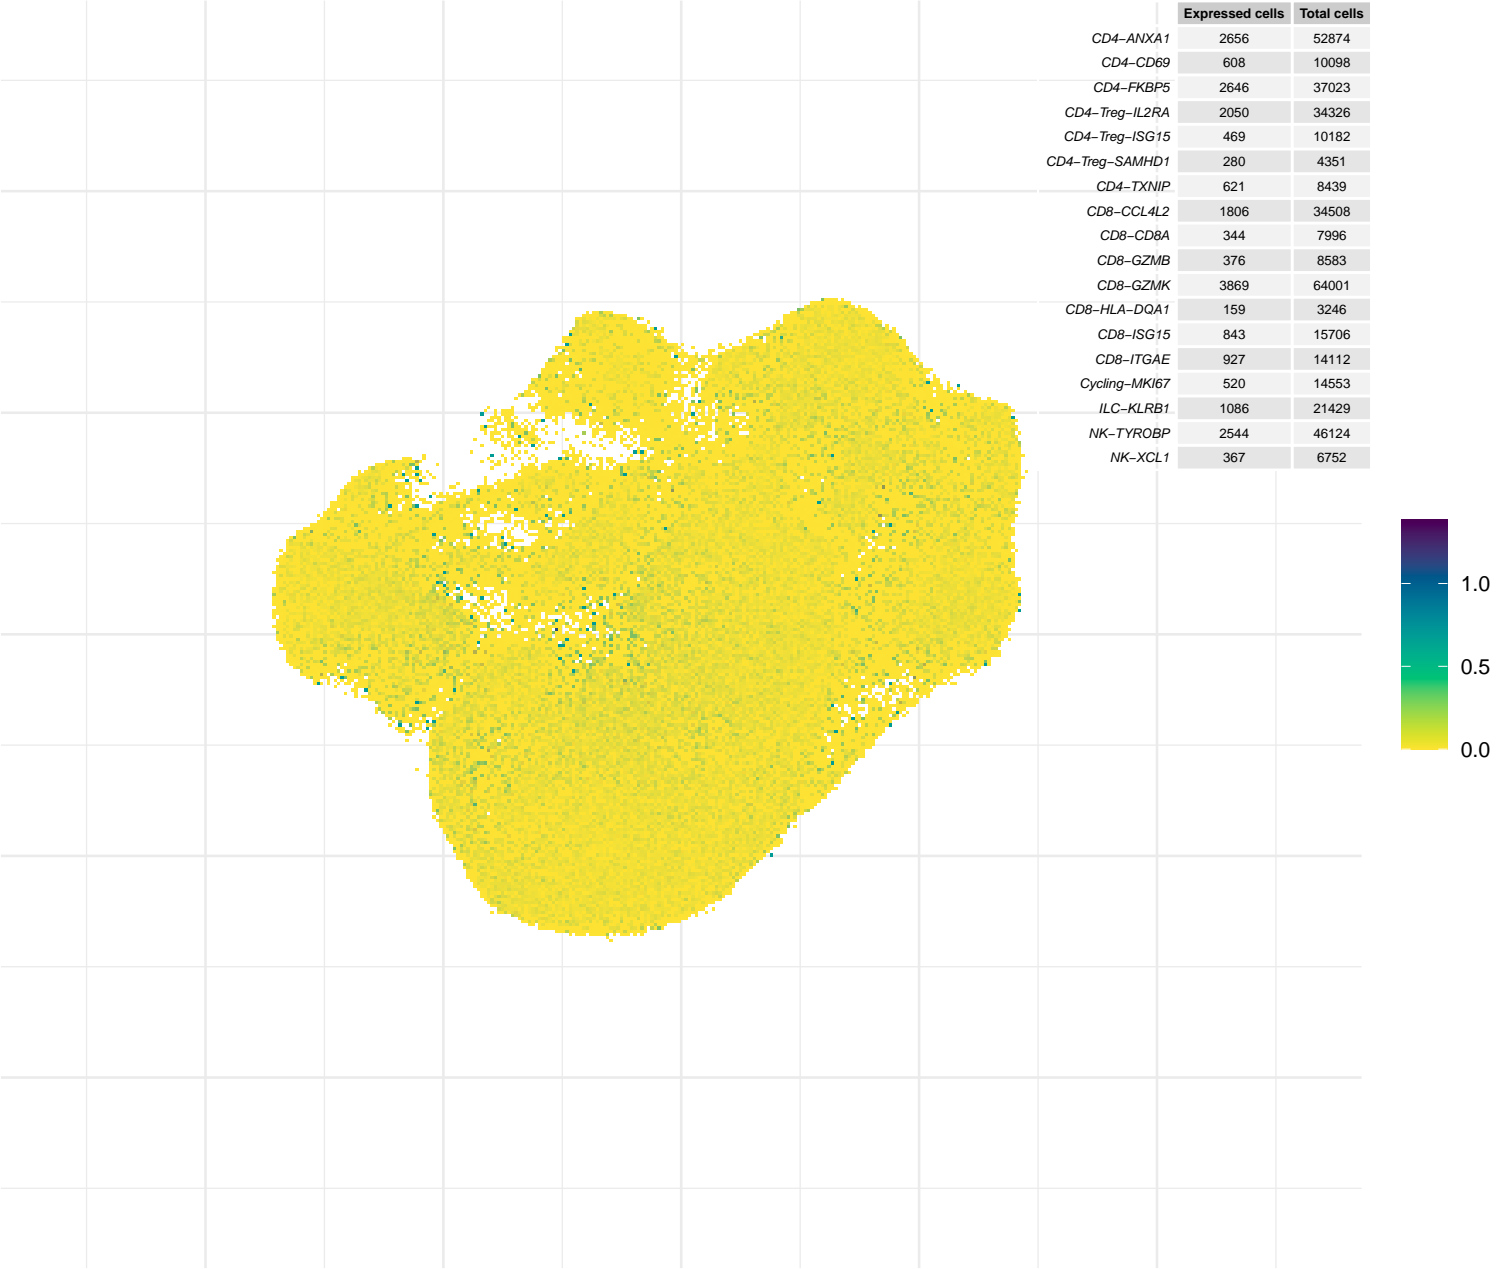 Expressed cells Total cells
CD4−ANXA1 2656 52874
CD4−CD69 608 10098
CD4−FKBP5 2646 37023
CD4−Treg−IL2RA 2050 34326
CD4−Treg−ISG15 469 10182
CD4−Treg−SAMHD1 280 4351
CD4−TXNIP 621 8439
CD8−CCL4L2 1806 34508
CD8−CD8A 344 7996
CD8−GZMB 376 8583
CD8−GZMK 3869 64001
CD8−HLA−DQA1 159 3246
CD8−ISG15 843 15706
CD8−ITGAE 927 14112
Cycling−MKI67 520 14553
ILC−KLRB1 1086 21429
NK−TYROBP 2544 46124
NK−XCL1 367 6752
1.0
0.5
0.0